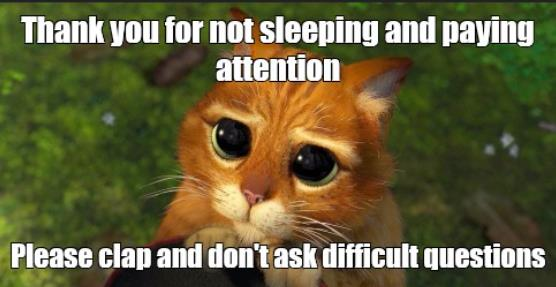 Thank you for not sleeping and paying
attention
Please clap and don't ask difficult questions